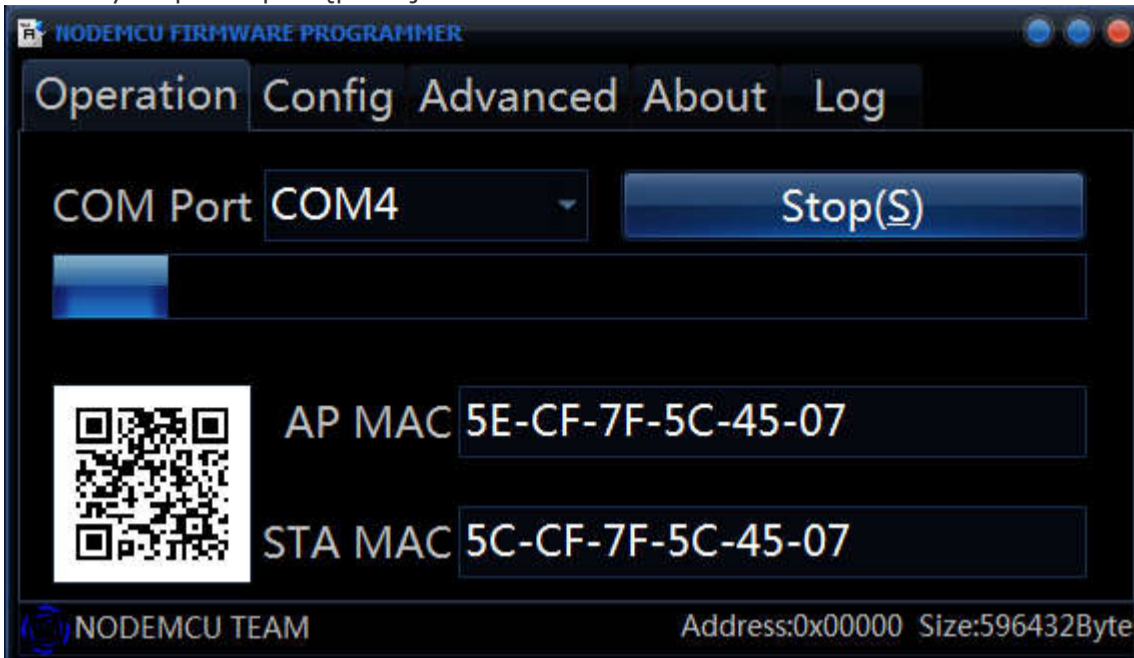 NODEMCU FIRMWARE PROGRAMMER
Operation Config Advanced About Log
COM Port COM4 Stop(S)
AP MAC 5E-CF-7F-5C-45-07
STA MAC 5C-CF-7F-5C-45-07
NODEMCU TEAM Address:0x00000 Size:596432Byte